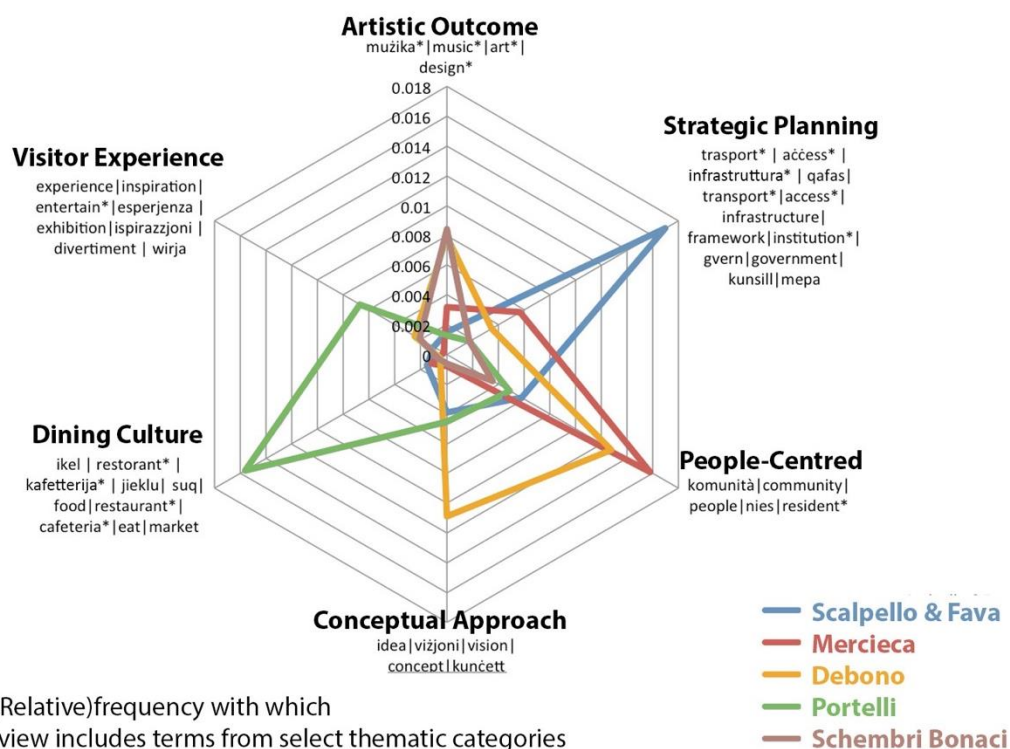 Artistic Outcome
mużika*|music*|art*|
design*
0.018
0.016
0.014
0.012
0.01
0.008
0.006
0.004
0.002
0
Strategic Planning
trasport* | aċċess* |
infrastruttura* | qafas|
transport*|access*|
infrastructure|
framework|institution*|
gvern|government|
kunsill|mepa
Visitor Experience
experience|inspiration|
entertain*|esperjenza |
exhibition|ispirazzjoni |
divertiment | wirja
Dining Culture
ikel | restorant* |
kafetterija* | jieklu| suq|
food|restaurant*|
cafeteria*|eat|market
People-Centred
komunità|community|
people|nies|resident*
Conceptual Approach
idea|viżjoni|vision|
concept|kunċett
Scalpello & Fava
Mercieca
Debono
Portelli
Schembri Bonaci
Relative)frequency with which
view includes terms from select thematic categories